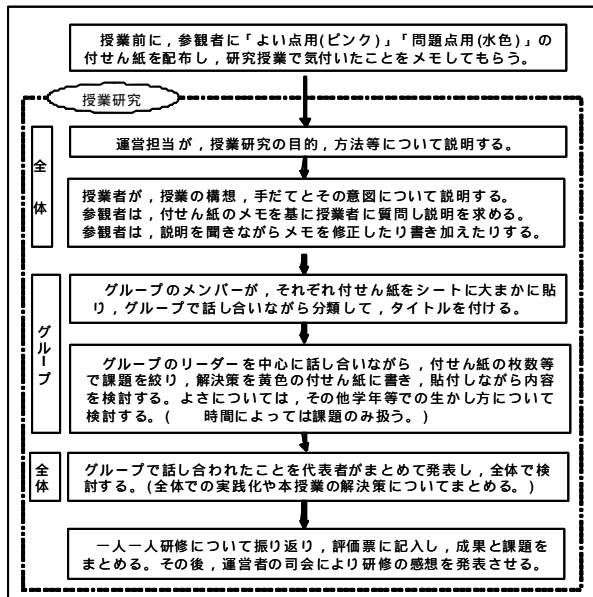 授業前に，参観者に「よい点用(ピンク)」「問題点用(水色)」の
付せん紙を配布し，研究授業で気付いたことをメモしてもらう。
授業研究
全体
運営担当が，授業研究の目的，方法等について説明する。
授業者が，授業の構想，手だてとその意図について説明する。
参観者は，付せん紙のメモを基に授業者に質問し説明を求める。
参観者は，説明を聞きながらメモを修正したり書き加えたりする。
グループ
グループのメンバーが，それぞれ付せん紙をシートに大まかに貼
り，グループで話し合いながら分類して，タイトルを付ける。
グループのリーダーを中心に話し合いながら，付せん紙の枚数等
で課題を絞り，解決策を黄色の付せん紙に書き，貼付しながら内容
を検討する。よさについては，その他学年等での生かし方について
検討する。(　　時間によっては課題のみ扱う。)
全体
グループで話し合われたことを代表者がまとめて発表し，全体で検
討する。(全体での実践化や本授業の解決策についてまとめる。)
一人一人研修について振り返り，評価票に記入し，成果と課題を
まとめる。その後，運営者の司会により研修の感想を発表させる。